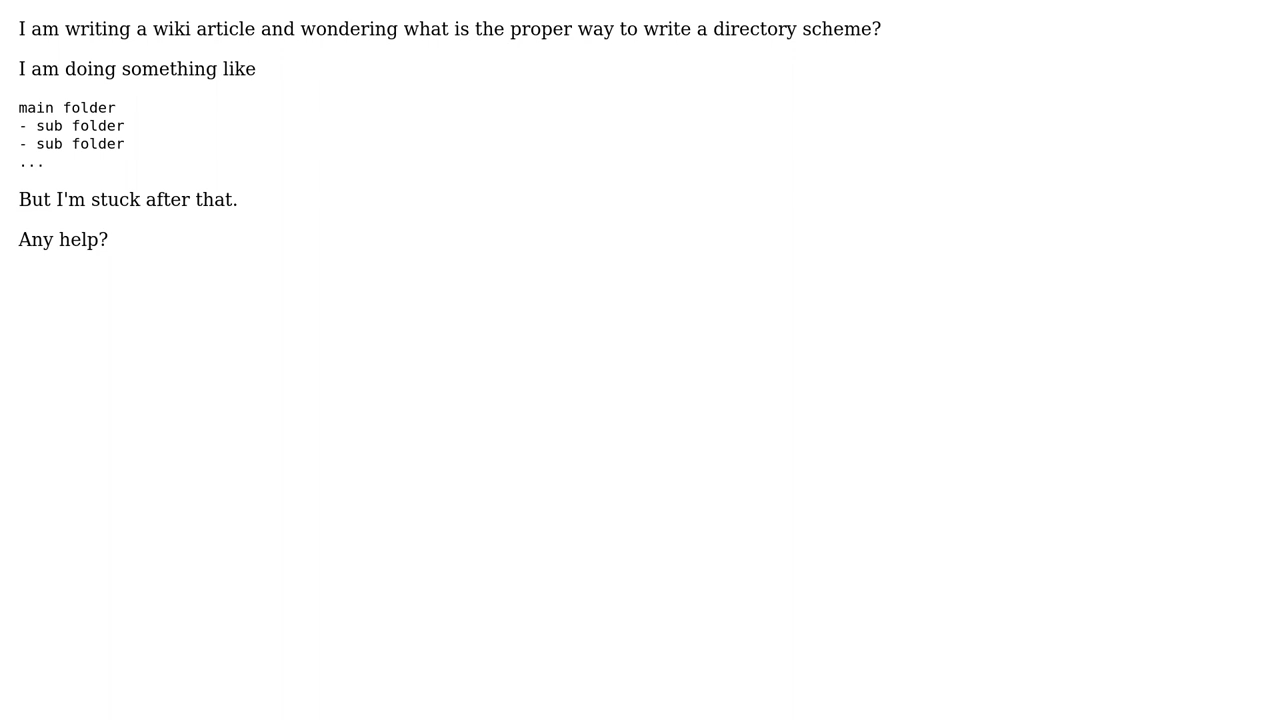 I am writing a wiki article and wondering what is the proper way to write a directory scheme?
I am doing something like
main folder
- sub folder
- sub folder
...
But I'm stuck after that.
Any help?